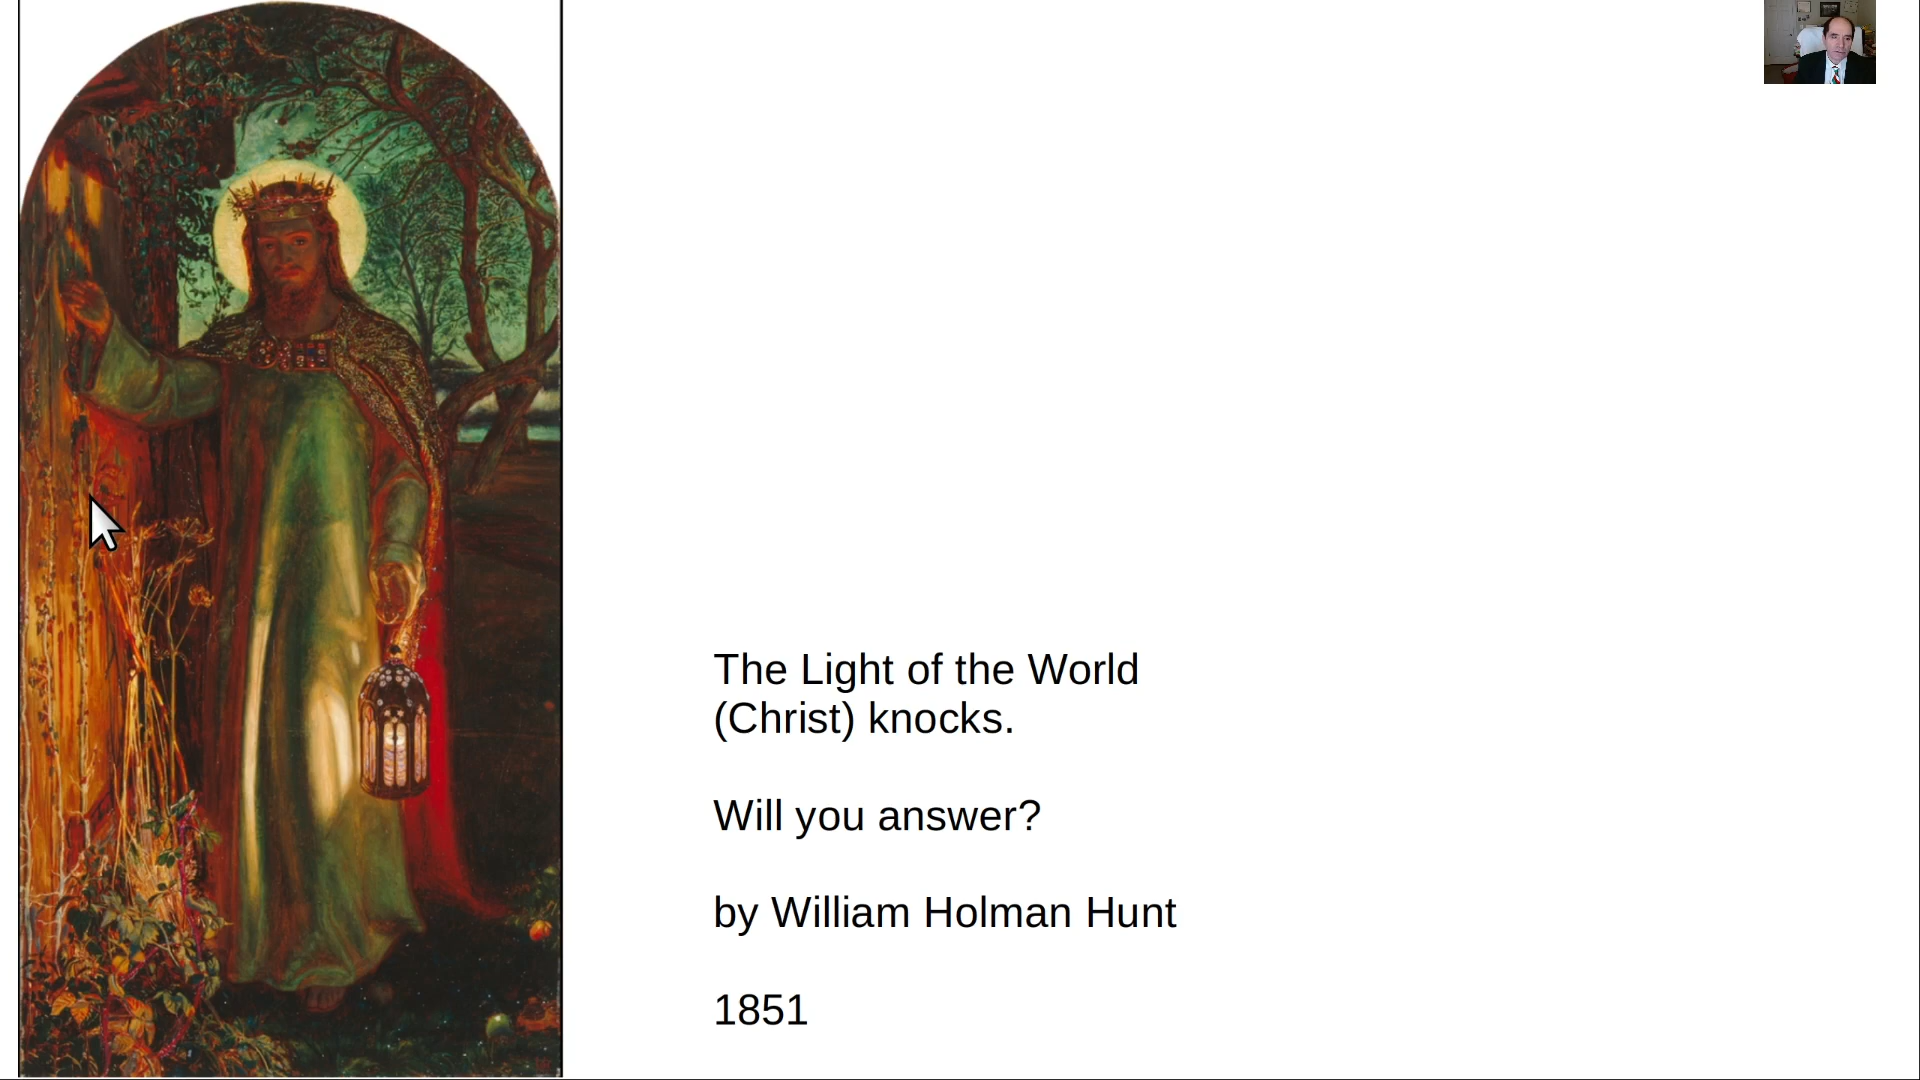 The Light of the World
(Christ) knocks.
Will you answer?
by William Holman Hunt
1851